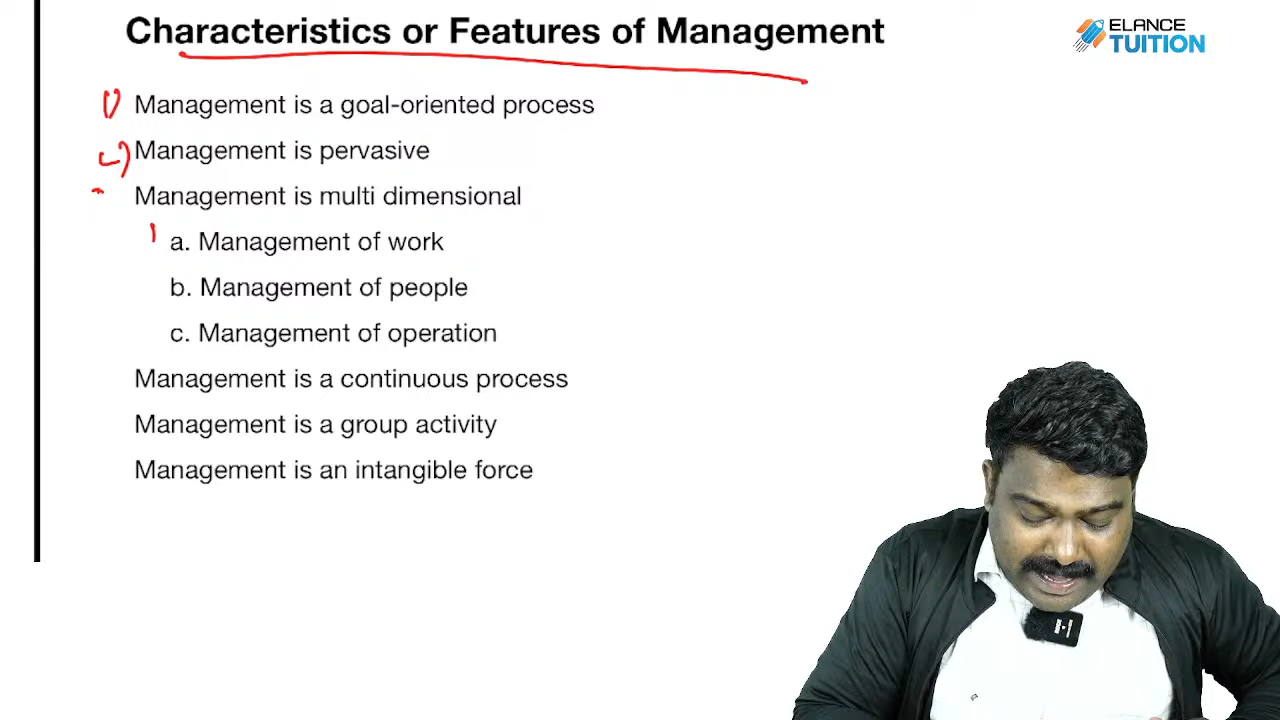 Characteristics or Features of Management
ELANCE
TUITION
1) Management is a goal-oriented process
2) Management is pervasive
Management is multi dimensional
a. Management of work
b. Management of people
c. Management of operation
Management is a continuous process
Management is a group activity
Management is an intangible force